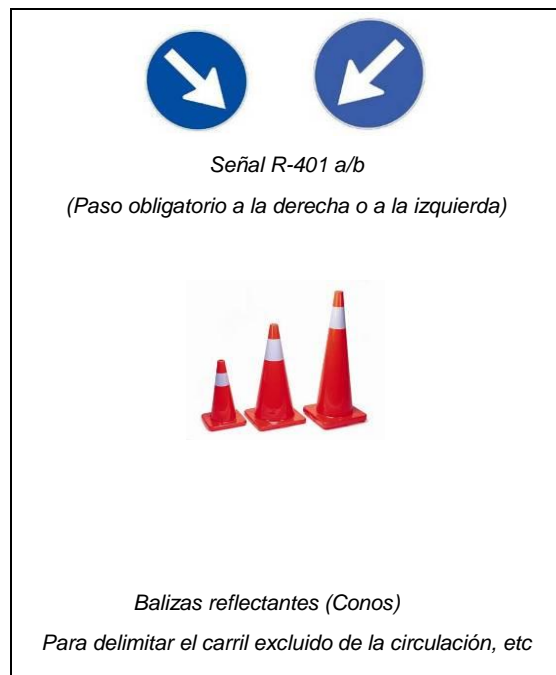 Señal R-401 a/b
(Paso obligatorio a la derecha o a la izquierda)
Balizas reflectantes (Conos)
Para delimitar el carril excluido de la circulación, etc